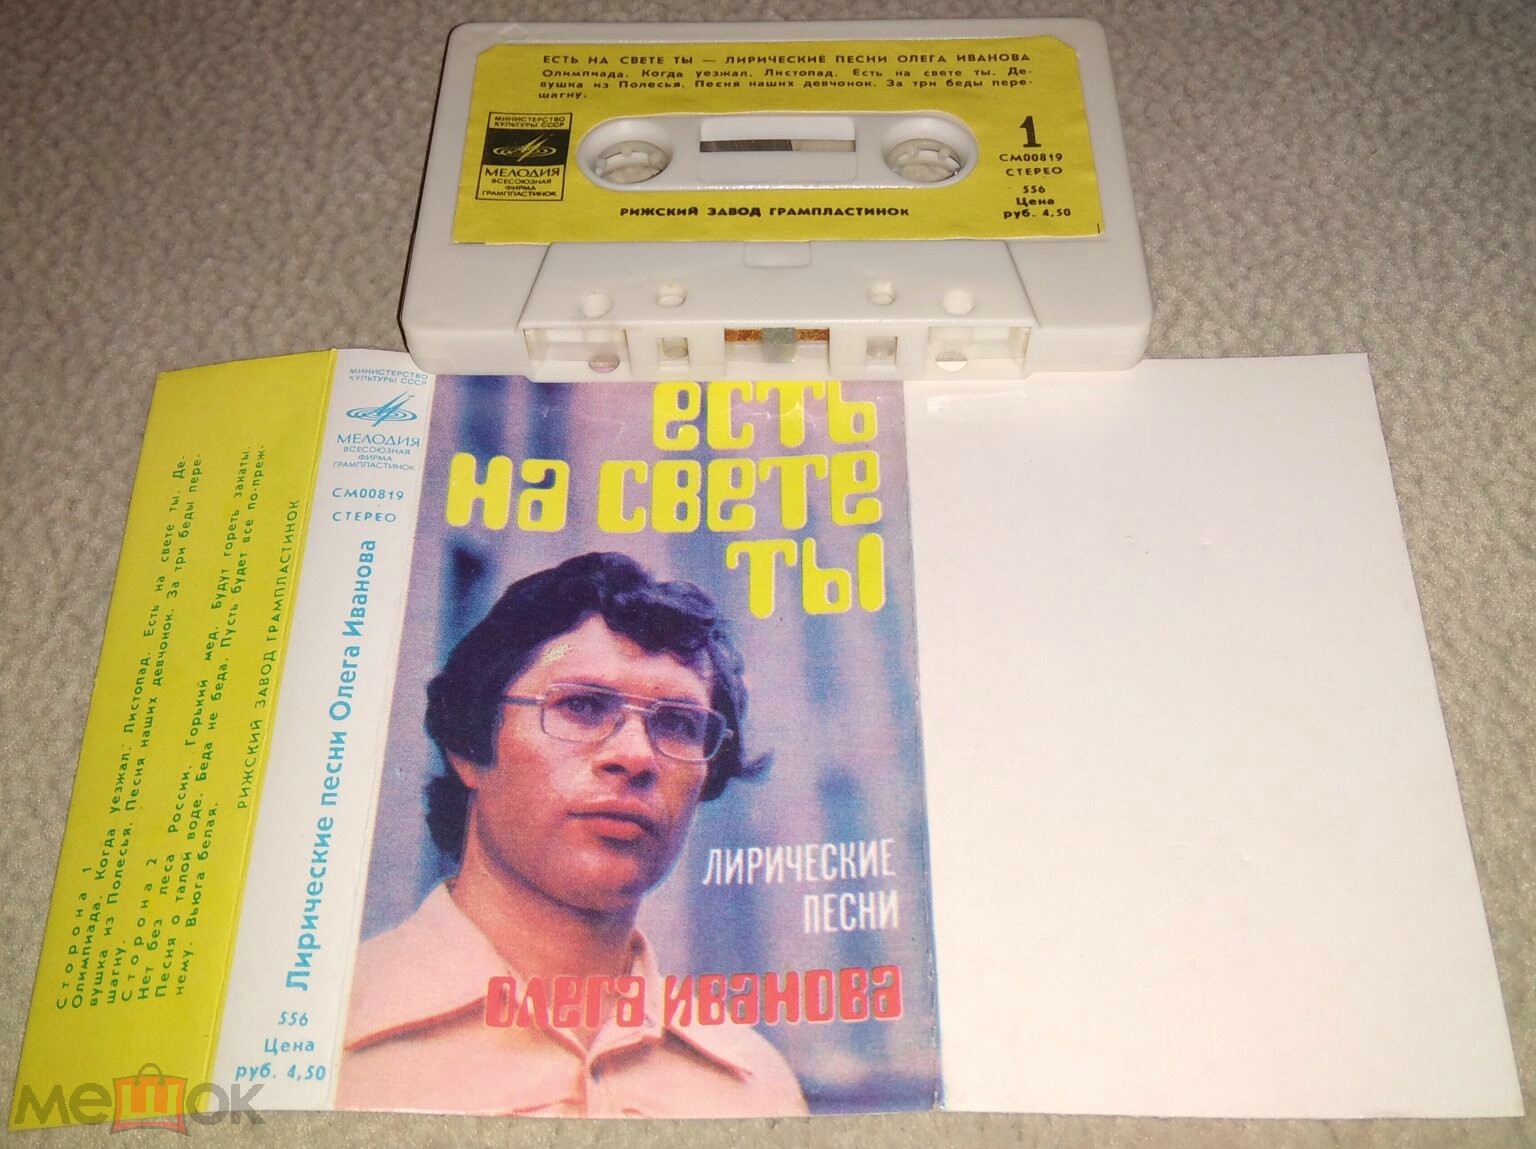 ЕСТЬ НА СВЕТЕ ТЫ — ЛИРИЧЕСКИЕ ПЕСНИ ОЛЕГА ИВАНОВА
Олимпиада. Когда уезжал. Листопад. Есть на свете ты. Де-
вушка из Полесья. Песня наших девчонок. За три беды пере-
шагну.
МИНИСТЕРСТВО
КУЛЬТУРЫ СССР
МЕЛОДИЯ
ВСЕСОЮЗНАЯ
ФИРМА
ГРАМПЛАСТИНОК
1
СМ00819
СТЕРЕО
556
Цена
руб. 4,50
РИЖСКИЙ ЗАВОД ГРАМПЛАСТИНОК
Сторона 1
Олимпиада. Когда уезжал. Листопад. Есть на свете ты. Де-
вушка из Полесья. Песня наших девчонок. За три беды пере-
шагну.
Сторона 2
Нет без леса России. Горький мед. Будут гореть закаты.
Песня о талой воде. Беда не беда. Пусть будет все по-преж-
нему. Вьюга белая.
РИЖСКИЙ ЗАВОД ГРАМПЛАСТИНОК
МИНИСТЕРСТВО
КУЛЬТУРЫ СССР
МЕЛОДИЯ
ВСЕСОЮЗНАЯ
ФИРМА
ГРАМПЛАСТИНОК
СМ00819
СТЕРЕО
Лирические песни Олега Иванова
556
Цена
руб. 4,50
есть
на свете
ты
ЛИРИЧЕСКИЕ
ПЕСНИ
Олега Иванова
мешок